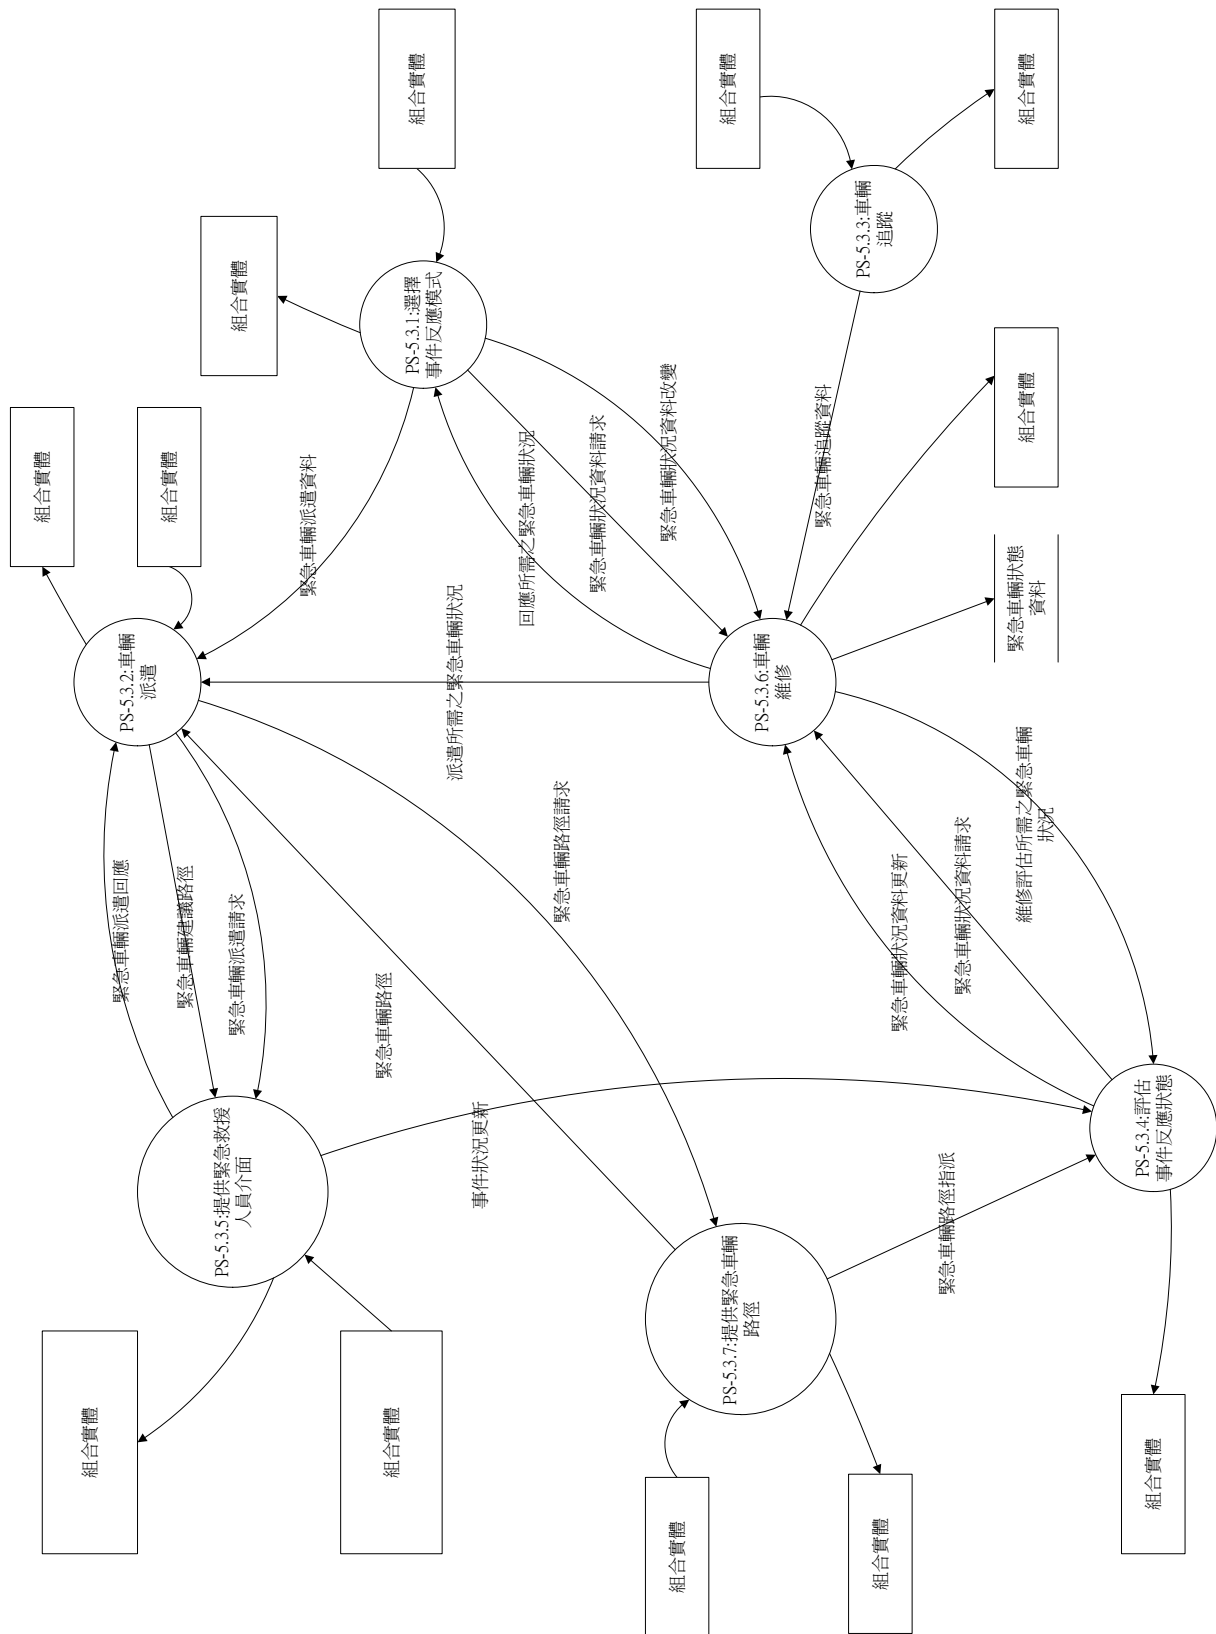 組合實體
組合實體
PS-5.3.5:提供緊急救援
人員介面
緊急車輛派遣回應
緊急車輛建議路徑
緊急車輛派遣請求
PS-5.3.2:車輛
派遣
組合實體
組合實體
緊急車輛派遣資料
組合實體
組合實體
PS-5.3.1:選擇
事件反應模式
緊急車輛路徑
事件狀況更新
派遣所需之緊急車輛狀況
緊急車輛路徑請求
回應所需之緊急車輛狀況
緊急車輛狀況資料請求
緊急車輛狀況資料改變
組合實體
組合實體
PS-5.3.7:提供緊急車輛
路徑
緊急車輛路徑指派
PS-5.3.6:車輛
維修
緊急車輛追蹤資料
組合實體
PS-5.3.3:車輛
追蹤
組合實體
組合實體
緊急車輛狀態
資料
緊急車輛狀況資料更新
緊急車輛狀況資料請求
維修評估所需之緊急車輛
狀況
PS-5.3.4:評估
事件反應狀態
組合實體